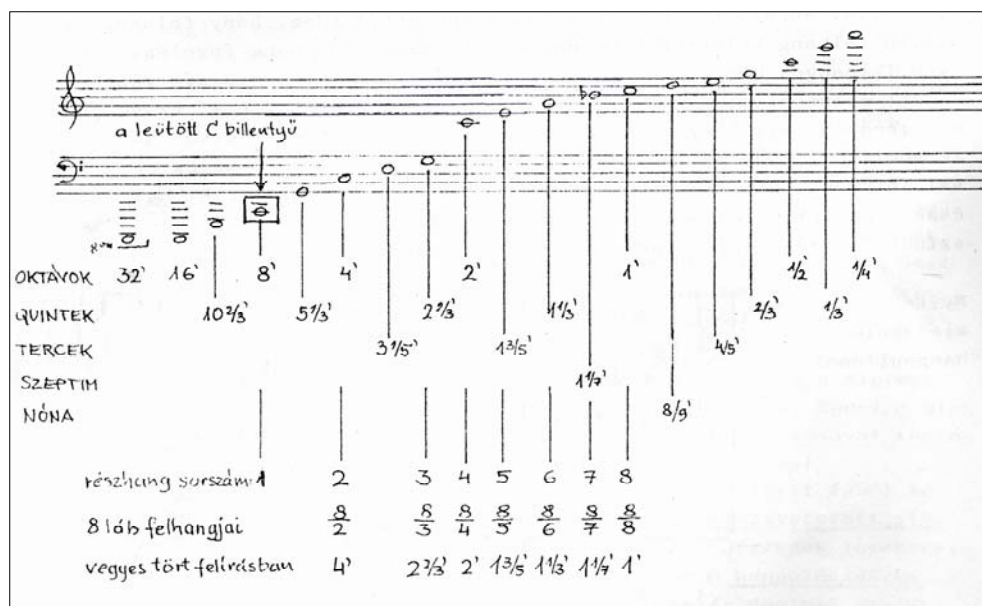 a leütött C billentyű
8va
OKTÁVOK 32' 16' 8' 4' 2' 1' 1/2' 1/4'
QUINTEK 10 2/3' 5 1/3' 2 2/3' 1 1/3' 2/3' 1/3'
TERCEK 3 1/5' 1 3/5' 4/5'
SZEPTIM 1 1/7'
NÓNA 8/9'
részhang sorszám 1 2 3 4 5 6 7 8
8 láb felhangjai 8/2 8/3 8/4 8/5 8/6 8/7 8/8
vegyes tört felírásban 4' 2 2/3' 2' 1 3/5' 1 1/3' 1 1/7' 1'